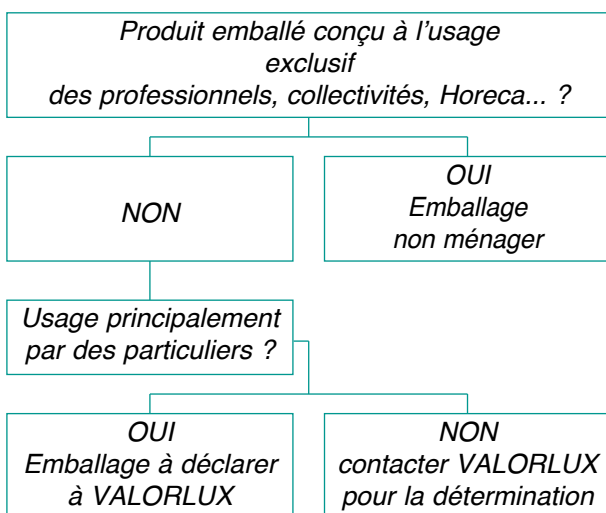 Produit emballé conçu à l’usage
exclusif
des professionnels, collectivités, Horeca... ?
NON
OUI
Emballage
non ménager
Usage principalement
par des particuliers ?
OUI
Emballage à déclarer
à VALORLUX
NON
contacter VALORLUX
pour la détermination